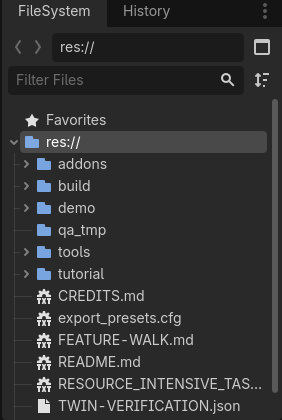 FileSystem History
res://
Filter Files
Favorites
res://
addons
build
demo
qa_tmp
tools
tutorial
CREDITS.md
export_presets.cfg
FEATURE-WALK.md
README.md
RESOURCE_INTENSIVE_TAS...
TWIN-VERIFICATION.json